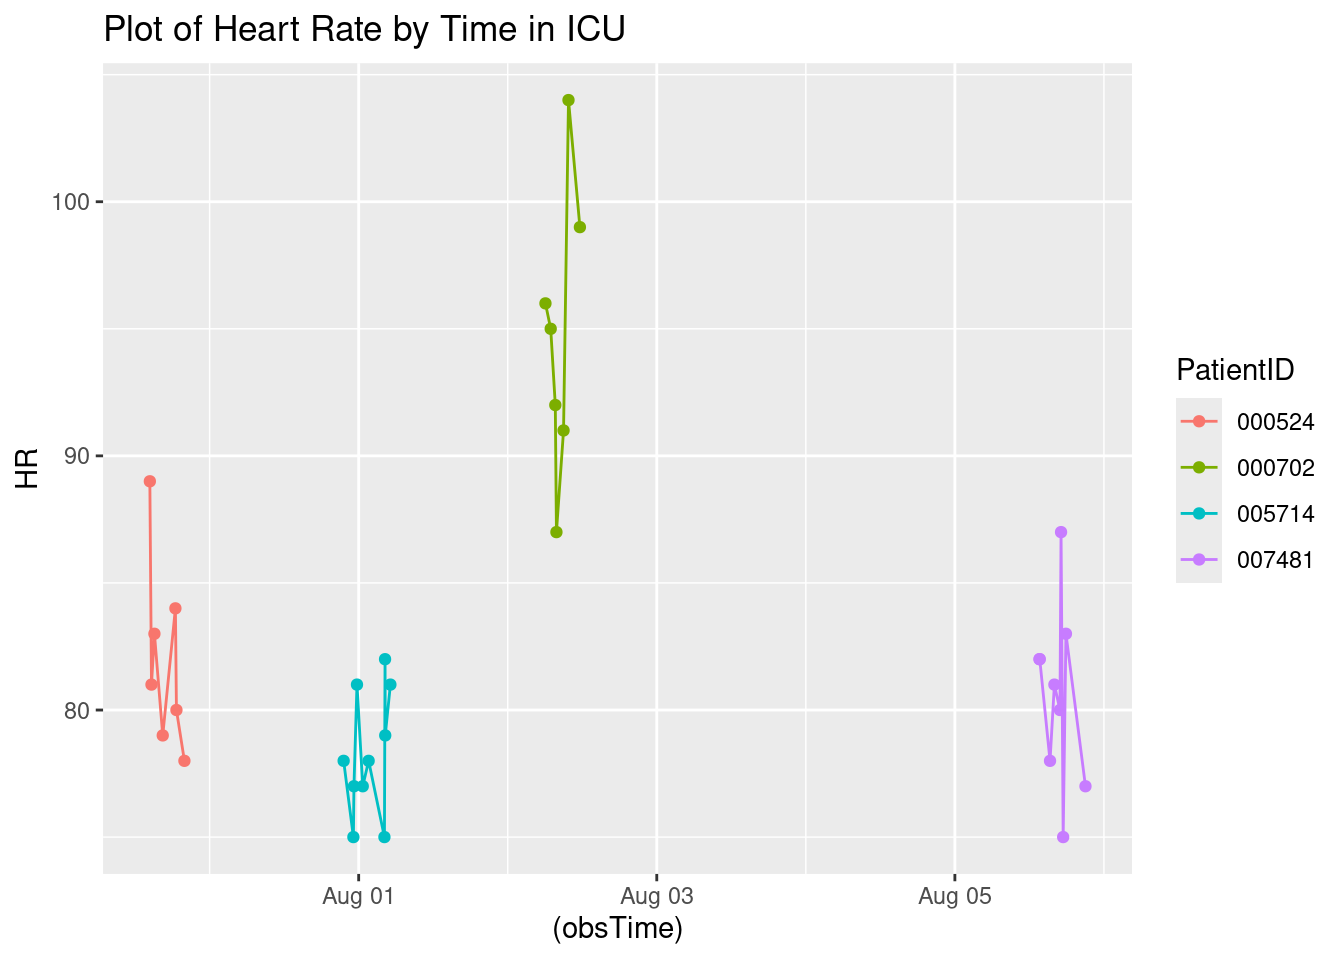 Plot of Heart Rate by Time in ICU
HR
100
90
80
Aug 01 Aug 03 Aug 05
(obsTime)
PatientID
000524
000702
005714
007481